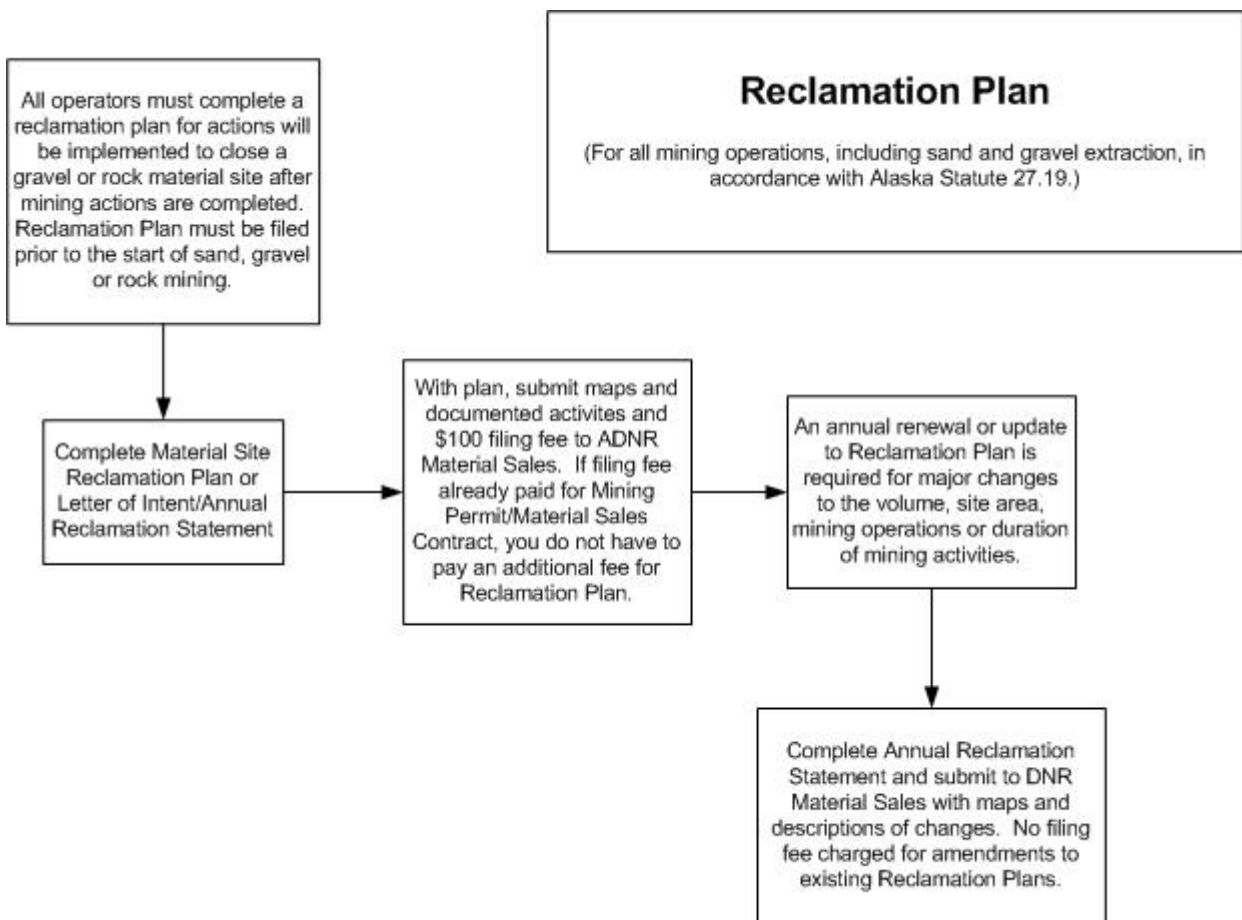 Reclamation Plan
(For all mining operations, including sand and gravel extraction, in
accordance with Alaska Statute 27.19.)
All operators must complete a
reclamation plan for actions will
be implemented to close a
gravel or rock material site after
mining actions are completed.
Reclamation Plan must be filed
prior to the start of sand, gravel
or rock mining.
Complete Material Site
Reclamation Plan or
Letter of Intent/Annual
Reclamation Statement
With plan, submit maps and
documented activites and
$100 filing fee to ADNR
Material Sales.  If filing fee
already paid for Mining
Permit/Material Sales
Contract, you do not have to
pay an additional fee for
Reclamation Plan.
An annual renewal or update
to Reclamation Plan is
required for major changes
to the volume, site area,
mining operations or duration
of mining activities.
Complete Annual Reclamation
Statement and submit to DNR
Material Sales with maps and
descriptions of changes.  No filing
fee charged for amendments to
existing Reclamation Plans.